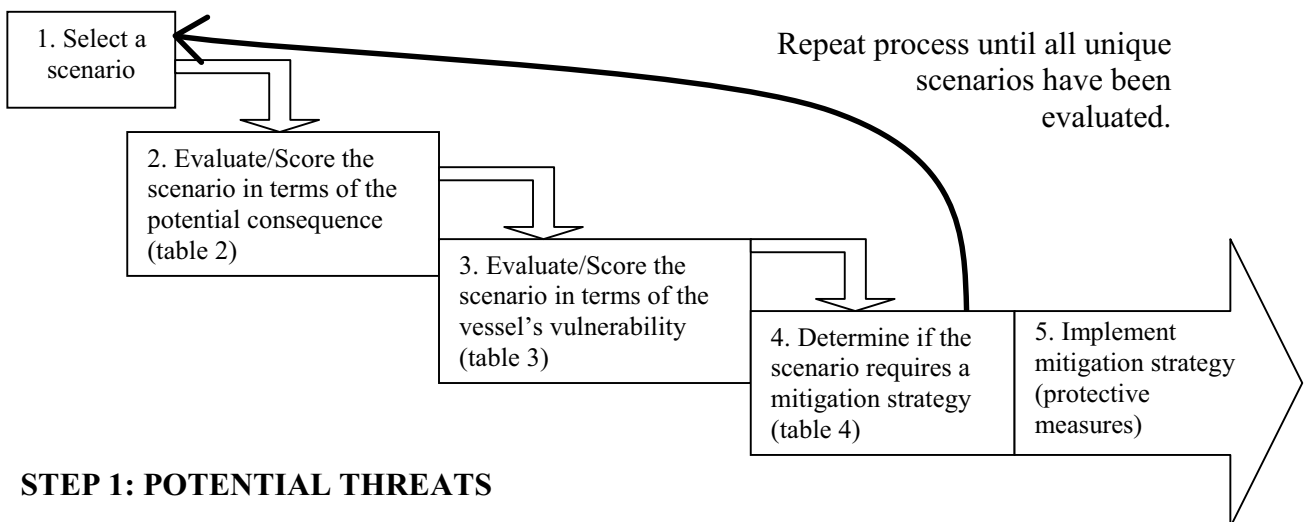 1. Select a
scenario
Repeat process until all unique
scenarios have been
evaluated.
2. Evaluate/Score the
scenario in terms of the
potential consequence
(table 2)
3. Evaluate/Score the
scenario in terms of the
vessel’s vulnerability
(table 3)
4. Determine if the
scenario requires a
mitigation strategy
(table 4)
5. Implement
mitigation strategy
(protective
measures)
STEP 1: POTENTIAL THREATS